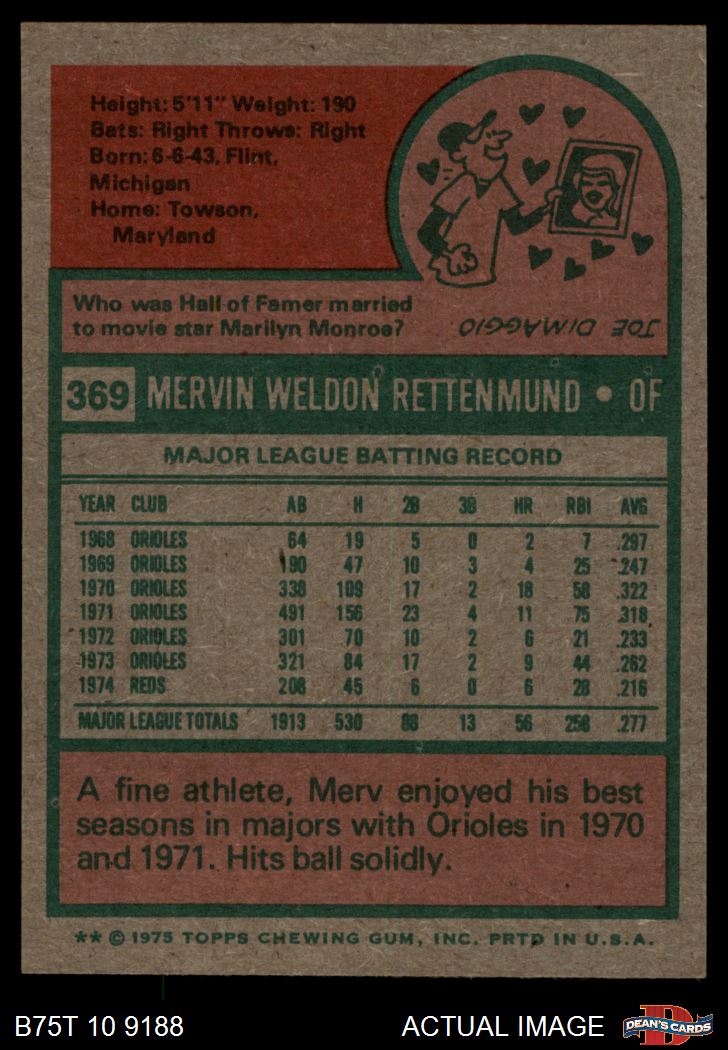 Height: 5'11" Weight: 190
Bats: Right Throws: Right
Born: 6-6-43, Flint,
Michigan
Home: Towson,
Maryland
Who was Hall of Famer married
to movie star Marilyn Monroe?
JOE DIMAGGIO
369 MERVIN WELDON RETTENMUND • OF
MAJOR LEAGUE BATTING RECORD
YEAR CLUB AB H 2B 3B HR RBI AVG
1968 ORIOLES 64 19 5 0 2 7 .297
1969 ORIOLES 190 47 10 3 4 25 .247
1970 ORIOLES 338 109 17 2 18 58 .322
1971 ORIOLES 491 156 23 4 11 75 .318
1972 ORIOLES 301 70 10 2 6 21 .233
1973 ORIOLES 321 84 17 2 9 44 .262
1974 REDS 208 45 6 0 6 28 .216
MAJOR LEAGUE TOTALS 1913 530 88 13 56 258 .277
A fine athlete, Merv enjoyed his best
seasons in majors with Orioles in 1970
and 1971. Hits ball solidly.
** © 1975 TOPPS CHEWING GUM, INC. PRTD IN U.S.A.
B75T 10 9188 ACTUAL IMAGE
DEAN'S CARDS